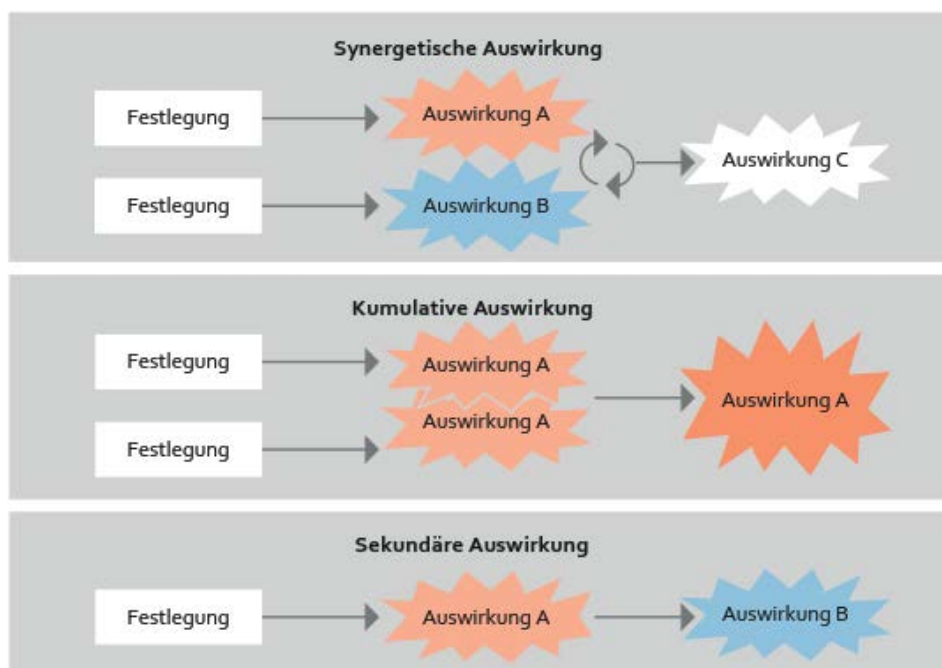 Synergetische Auswirkung
Festlegung
Auswirkung A
Festlegung
Auswirkung B
Auswirkung C
Kumulative Auswirkung
Festlegung
Auswirkung A
Festlegung
Auswirkung A
Auswirkung A
Sekundäre Auswirkung
Festlegung
Auswirkung A
Auswirkung B